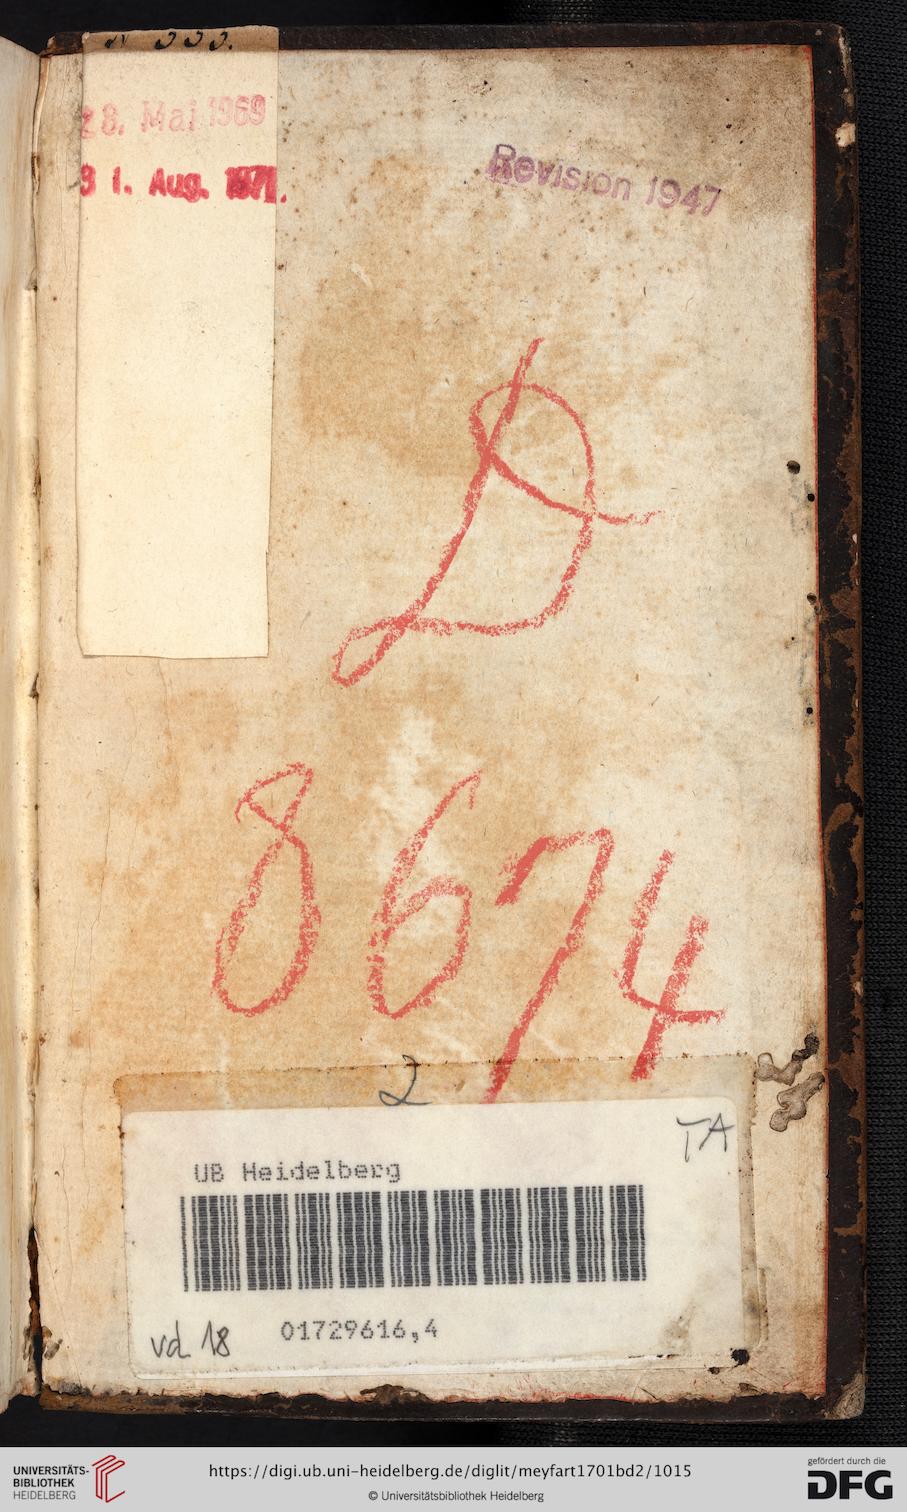 N 333.
28. Mai 1969
31. Aug. 1971.
Revision 1947
D
8674
2
TA
UB Heidelberg
vd 18
01729616,4
UNIVERSITÄTS-
BIBLIOTHEK
HEIDELBERG
https://digi.ub.uni-heidelberg.de/diglit/meyfart1701bd2/1015
© Universitätsbibliothek Heidelberg
gefördert durch die
DFG